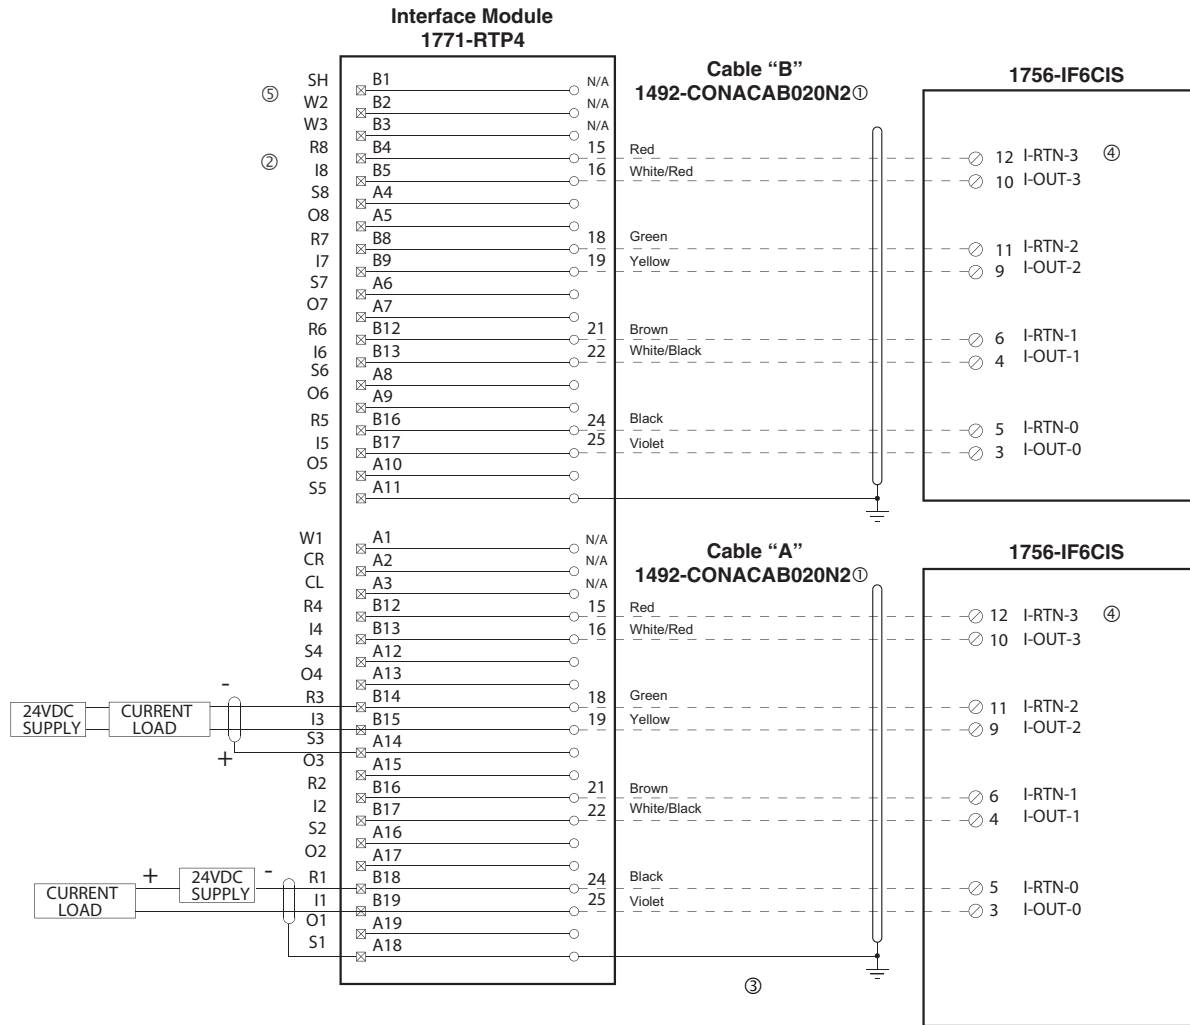 Interface Module
1771-RTP4
Cable “B”
1492-CONACAB020N2①
1756-IF6CIS
⑤
②
SH B1 N/A
W2 B2 N/A
W3 B3 N/A
R8 B4 15 Red 12 I-RTN-3 ④
I8 B5 16 White/Red 10 I-OUT-3
S8 A4
O8 A5
R7 B8 18 Green 11 I-RTN-2
I7 B9 19 Yellow 9 I-OUT-2
S7 A6
O7 A7
R6 B12 21 Brown 6 I-RTN-1
I6 B13 22 White/Black 4 I-OUT-1
S6 A8
O6 A9
R5 B16 24 Black 5 I-RTN-0
I5 B17 25 Violet 3 I-OUT-0
O5 A10
S5 A11
Cable “A”
1492-CONACAB020N2①
1756-IF6CIS
W1 A1 N/A
CR A2 N/A
CL A3 N/A
R4 B12 15 Red 12 I-RTN-3 ④
I4 B13 16 White/Red 10 I-OUT-3
S4 A12
O4 A13
-
R3 B14 18 Green 11 I-RTN-2
24VDC
SUPPLY
CURRENT
LOAD
I3 B15 19 Yellow 9 I-OUT-2
S3 A14
+
O3 A15
R2 B16 21 Brown 6 I-RTN-1
I2 B17 22 White/Black 4 I-OUT-1
S2 A16
O2 A17
+
24VDC
SUPPLY
-
R1 B18 24 Black 5 I-RTN-0
CURRENT
LOAD
I1 B19 25 Violet 3 I-OUT-0
O1 A19
S1 A18
③